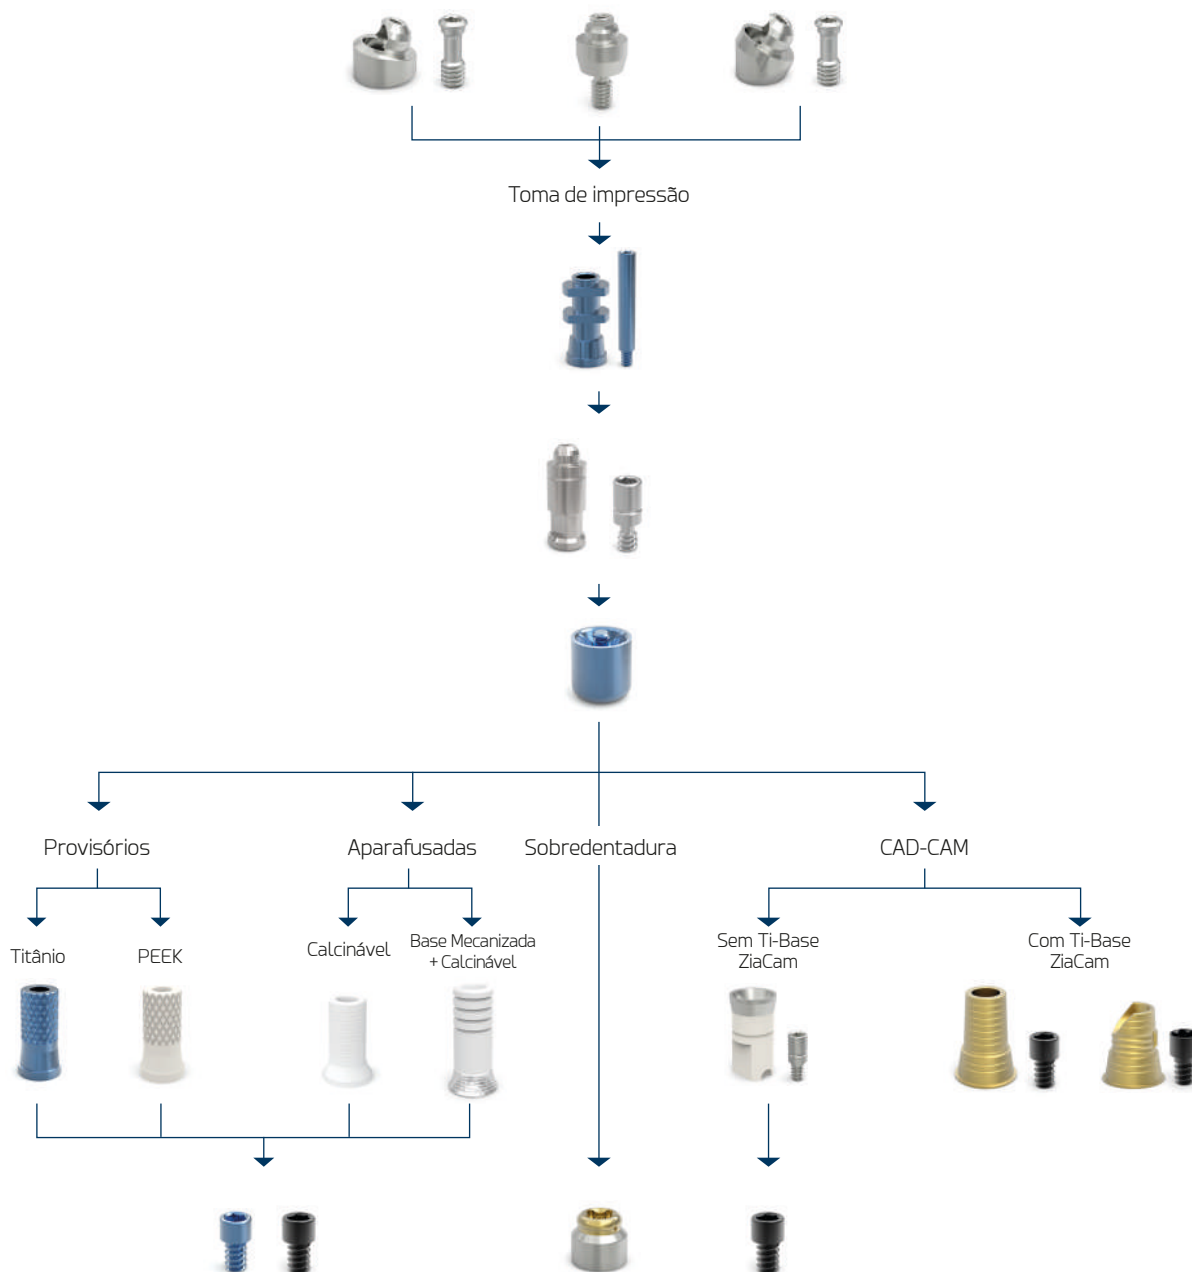 Toma de impressão
Provisórios
Aparafusadas
Sobredentadura
CAD-CAM
Titânio
PEEK
Calcinável
Base Mecanizada
+ Calcinável
Sem Ti-Base
ZiaCam
Com Ti-Base
ZiaCam